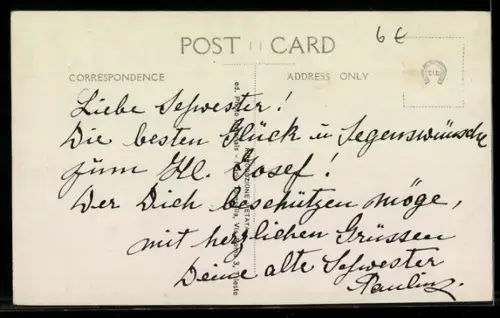 6 €
POST CARD
CORRESPONDENCE
ADDRESS ONLY
Liebe Schwester!
Die besten Glück u Segenswünsche
zum Hl. Josef!
Der Dich beschützen möge,
mit herzlichen Grüssen
Deine alte Schwester
Paulin.